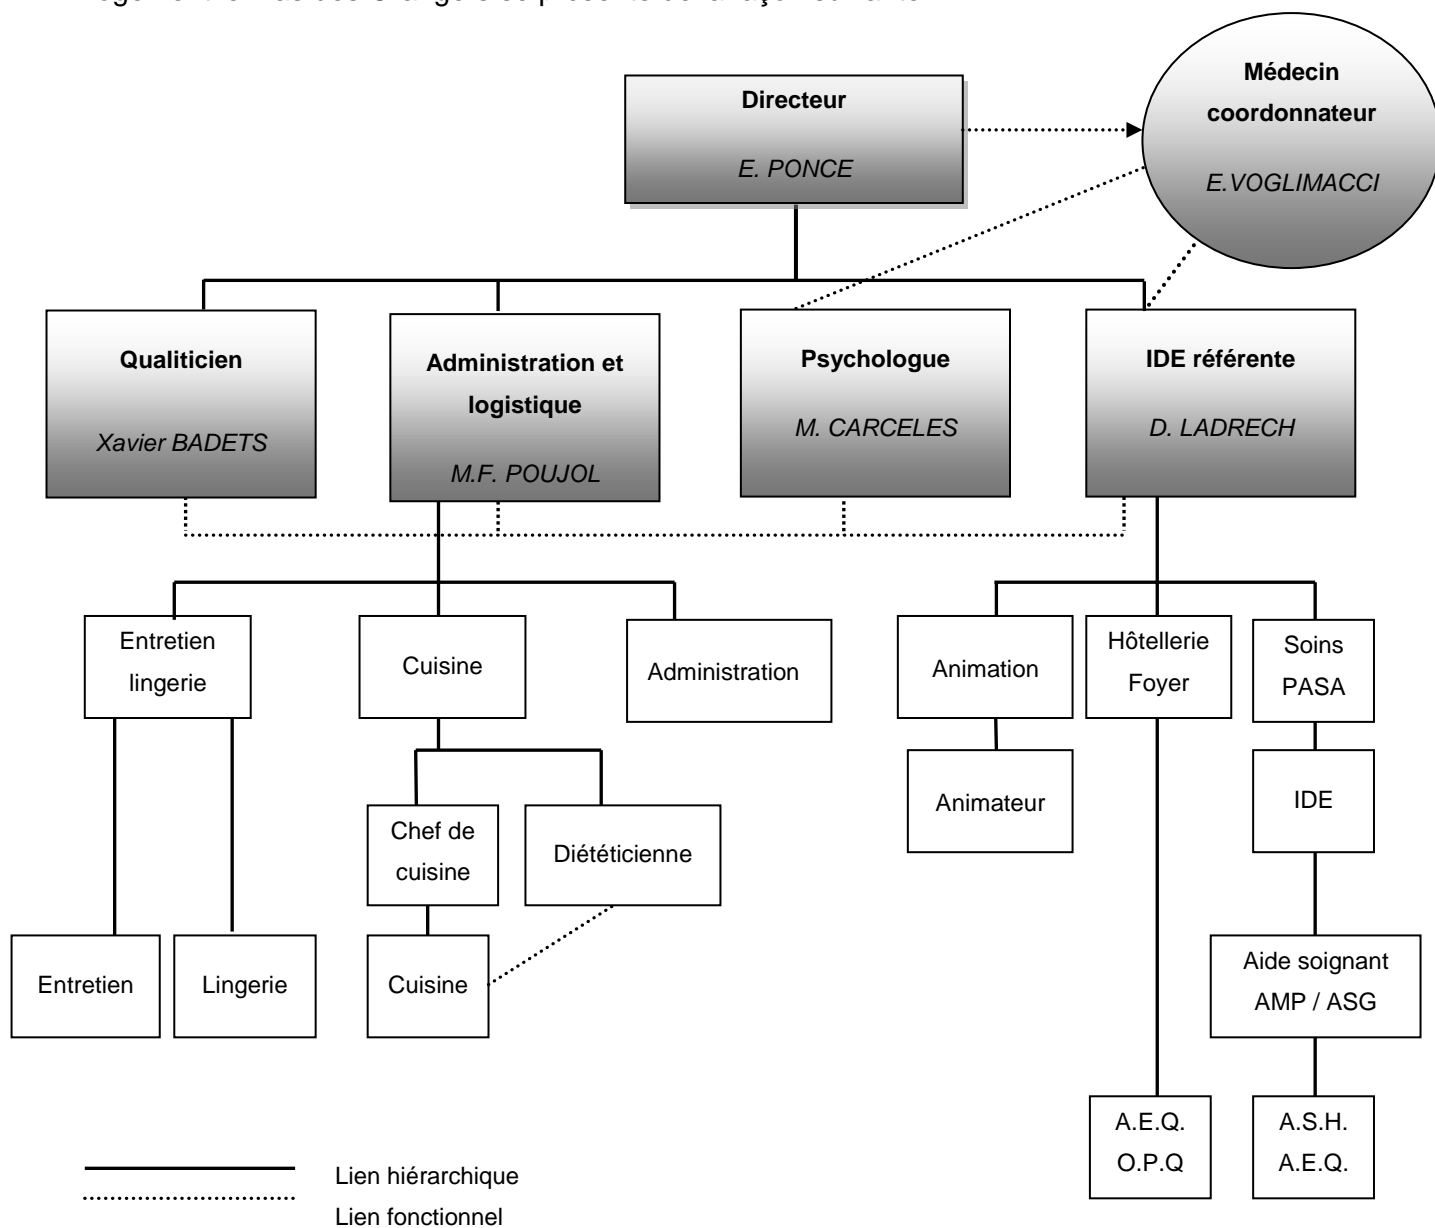 Directeur
E. PONCE
Médecin
coordonnateur
E.VOGLIMACCI
Qualiticien
Xavier BADETS
Administration et
logistique
M.F. POUJOL
Psychologue
M. CARCELES
IDE référente
D. LADRECH
Entretien
lingerie
Cuisine
Administration
Animation
Hôtellerie
Foyer
Soins
PASA
Chef de
cuisine
Diététicienne
Animateur
IDE
Entretien
Lingerie
Cuisine
Aide soignant
AMP / ASG
A.E.Q.
O.P.Q
A.S.H.
A.E.Q.
Lien hiérarchique
Lien fonctionnel